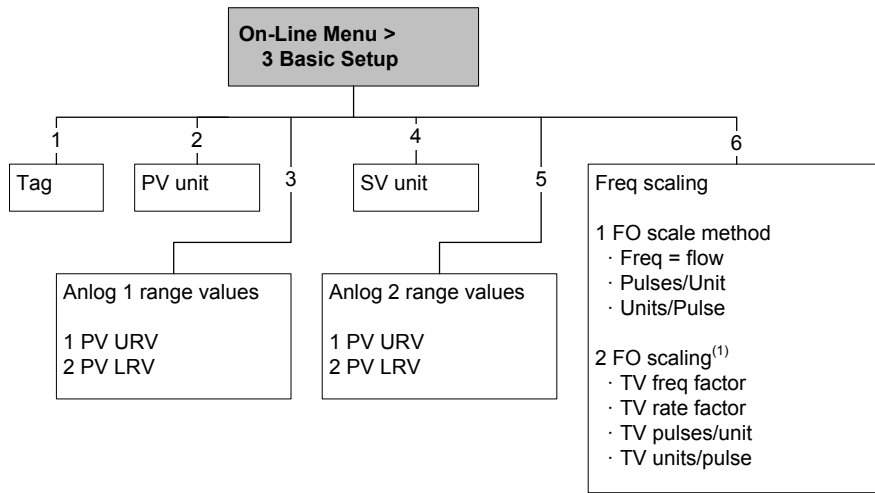 On-Line Menu >
3 Basic Setup
1
2
3
4
5
6
Tag
PV unit
SV unit
Freq scaling
1 FO scale method
· Freq = flow
· Pulses/Unit
· Units/Pulse
2 FO scaling(1)
· TV freq factor
· TV rate factor
· TV pulses/unit
· TV units/pulse
Anlog 1 range values
1 PV URV
2 PV LRV
Anlog 2 range values
1 PV URV
2 PV LRV